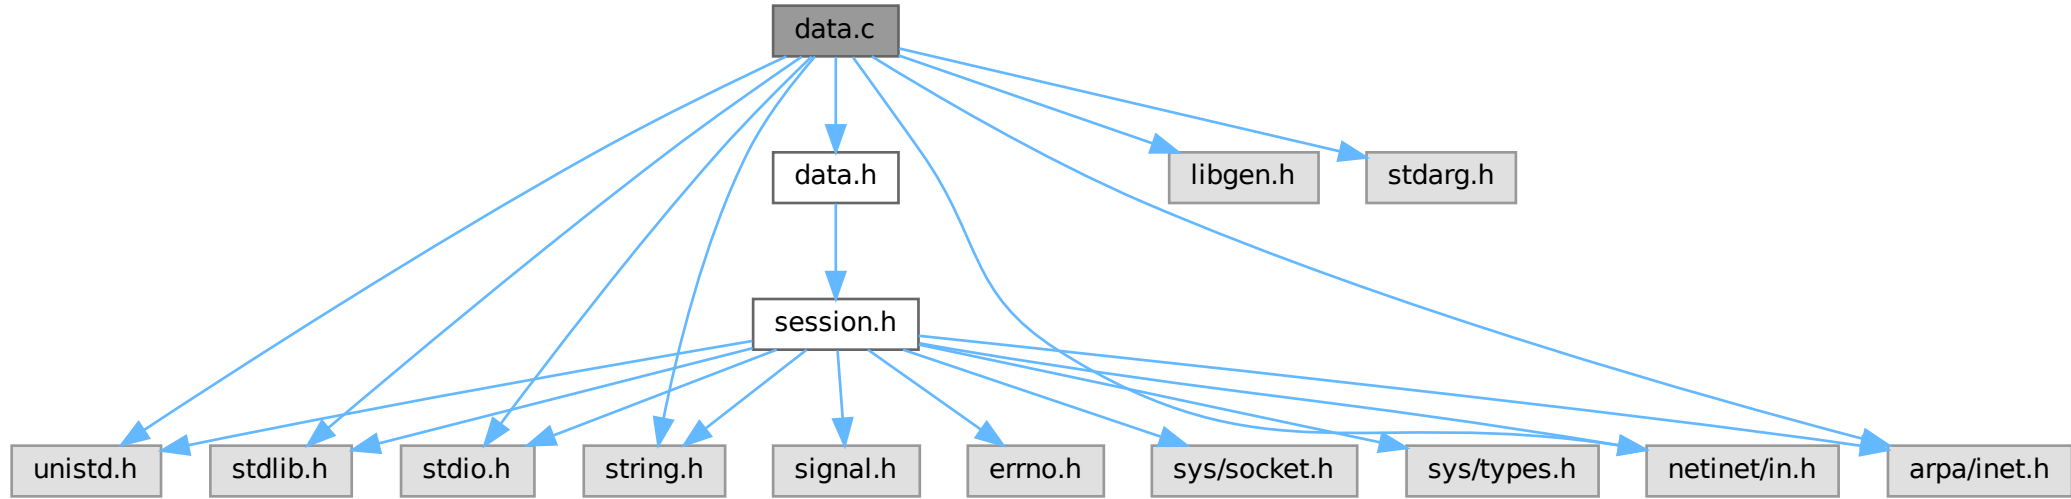 data.c
data.h
libgen.h
stdarg.h
session.h
unistd.h
stdlib.h
stdio.h
string.h
signal.h
errno.h
sys/socket.h
sys/types.h
netinet/in.h
arpa/inet.h